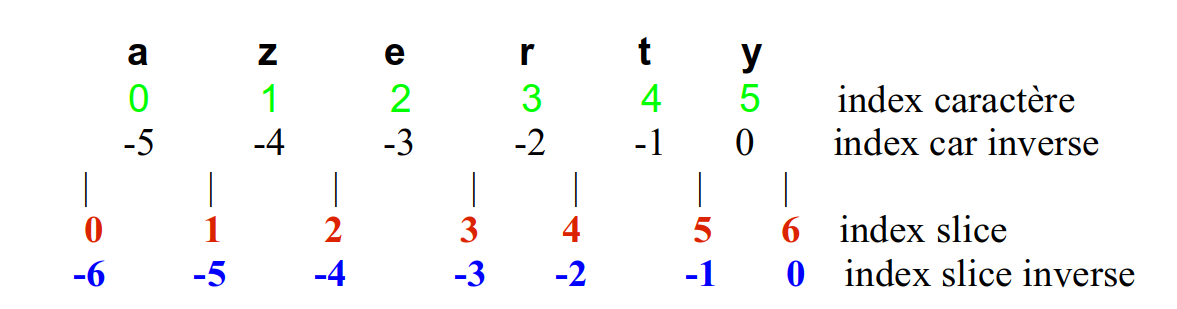 a z e r t y
0 1 2 3 4 5 index caractère
-5 -4 -3 -2 -1 0 index car inverse
| | | | | | |
0 1 2 3 4 5 6 index slice
-6 -5 -4 -3 -2 -1 0 index slice inverse